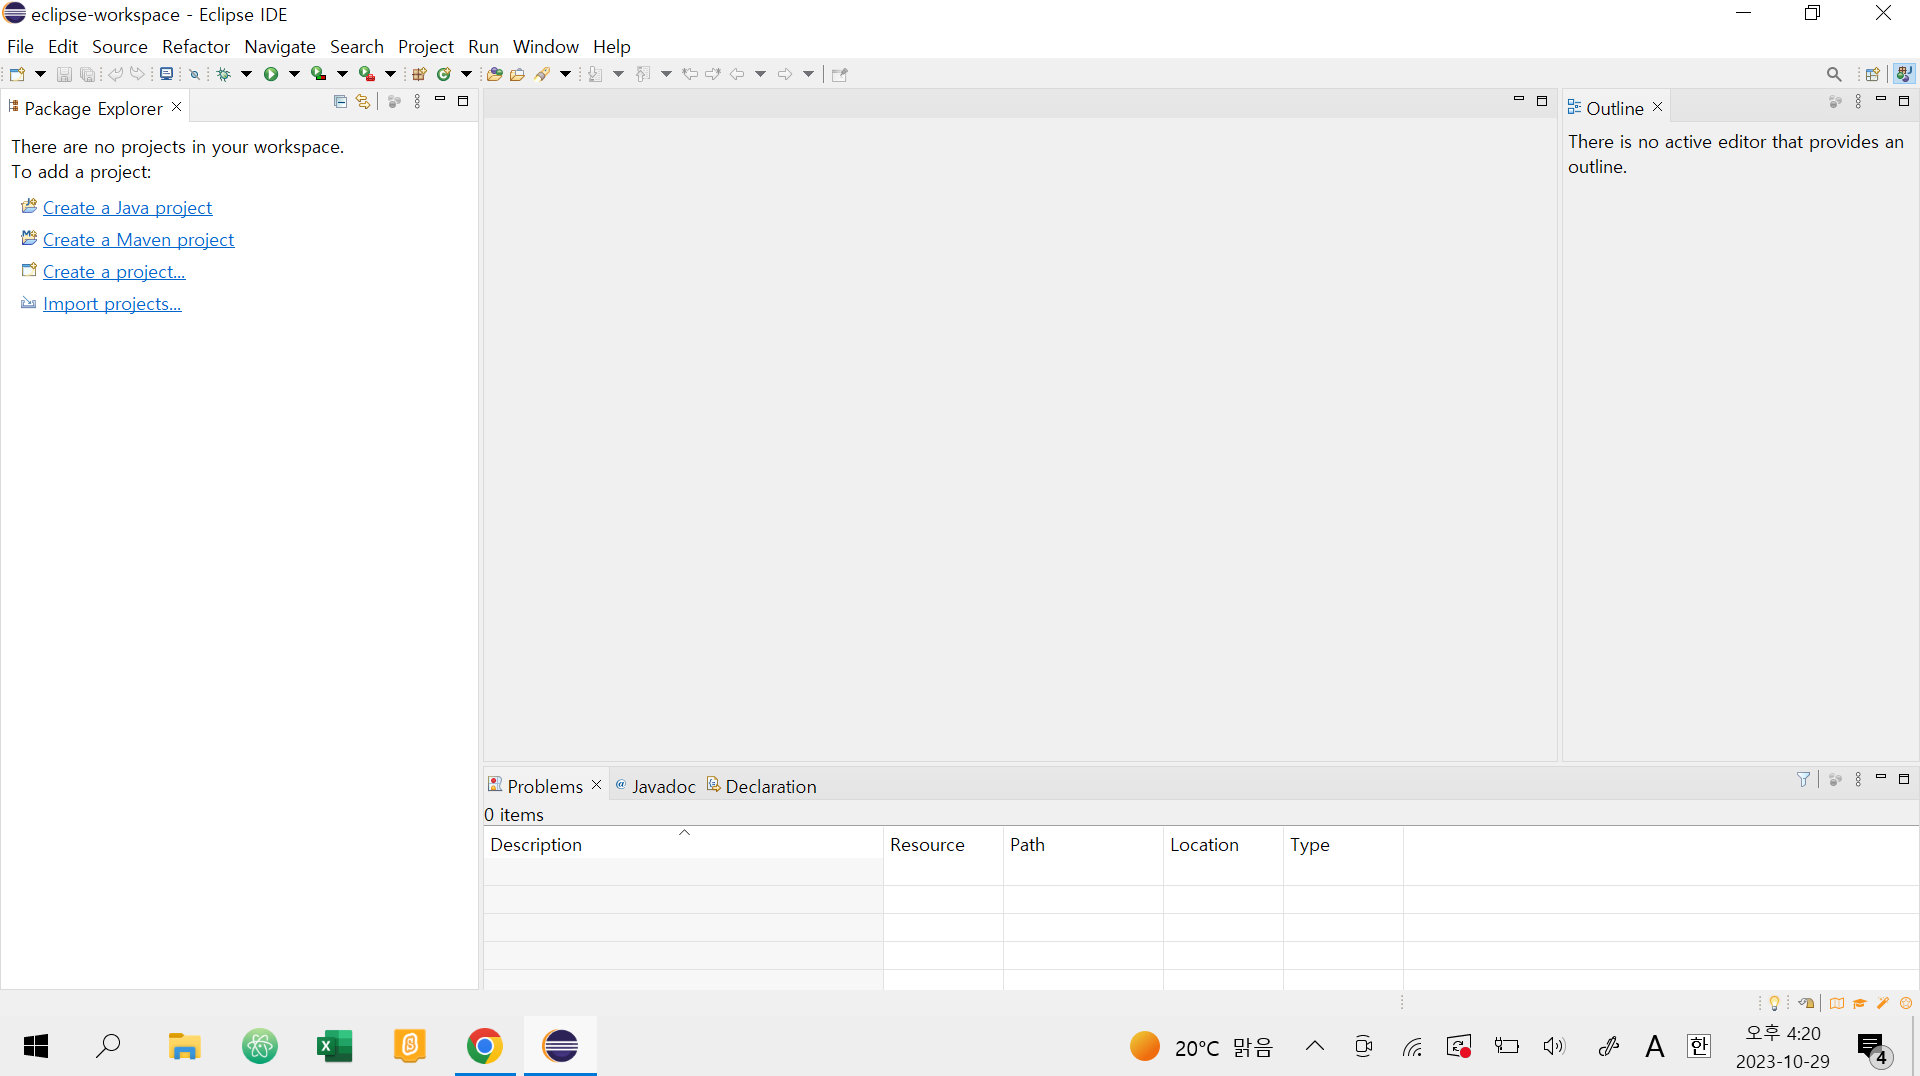 eclipse-workspace - Eclipse IDE
File Edit Source Refactor Navigate Search Project Run Window Help
Package Explorer
There are no projects in your workspace.
To add a project:
Create a Java project
Create a Maven project
Create a project...
Import projects...
Outline
There is no active editor that provides an
outline.
Problems @ Javadoc Declaration
0 items
Description Resource Path Location Type
20°C 맑음
A
한
오후 4:20
2023-10-29
4